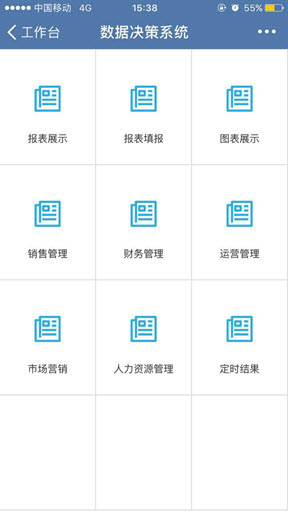 中国移动 4G 15:38 55%
工作台 数据决策系统
报表展示 报表填报 图表展示
销售管理 财务管理 运营管理
市场营销 人力资源管理 定时结果